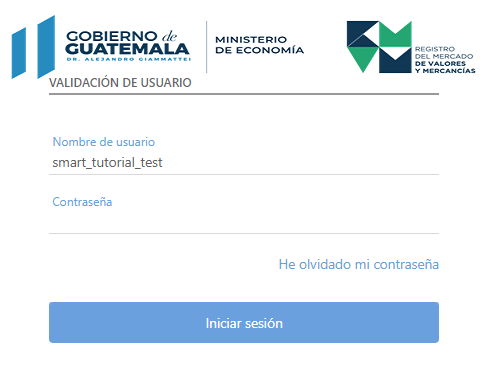 GOBIERNO de
GUATEMALA
DR. ALEJANDRO GIAMMATTEI
MINISTERIO
DE ECONOMÍA
REGISTRO
DEL MERCADO
DE VALORES
Y MERCANCÍAS
VALIDACIÓN DE USUARIO
Nombre de usuario
smart_tutorial_test
Contraseña
He olvidado mi contraseña
Iniciar sesión